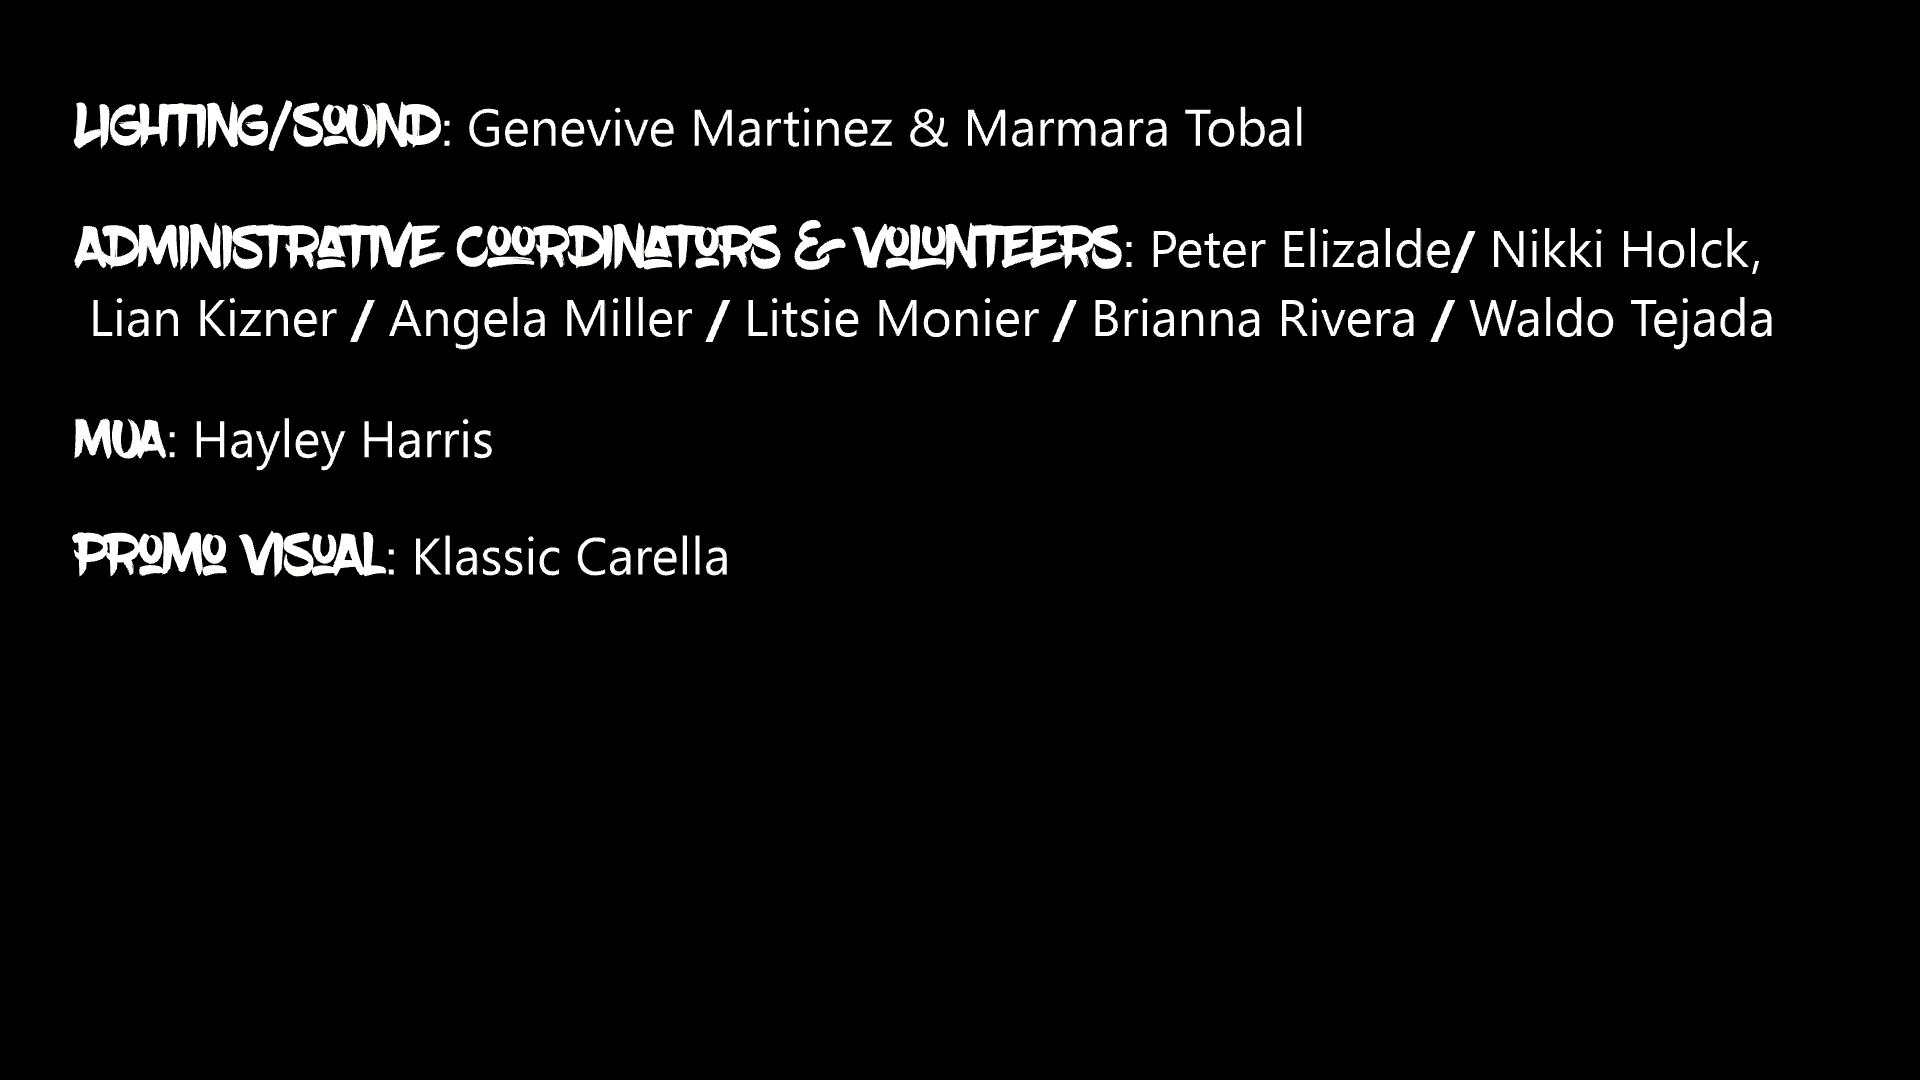 LIGHTING/SOUND: Genevive Martinez & Marmara Tobal
ADMINISTRATIVE COORDINATORS & VOLUNTEERS: Peter Elizalde/ Nikki Holck,
Lian Kizner / Angela Miller / Litsie Monier / Brianna Rivera / Waldo Tejada
MUA: Hayley Harris
PROMO VISUAL: Klassic Carella